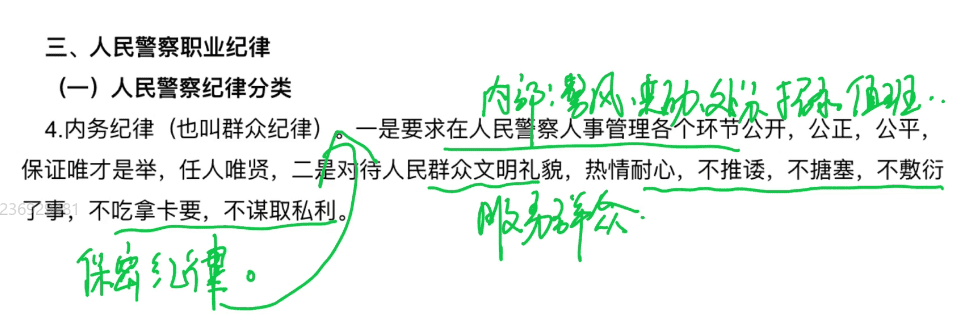 三、人民警察职业纪律
（一）人民警察纪律分类
内部：警风、奖励、处分、招录、值班..
4.内务纪律（也叫群众纪律）。一是要求在人民警察人事管理各个环节公开，公正，公平，
保证唯才是举，任人唯贤，二是对待人民群众文明礼貌，热情耐心，不推诿，不搪塞，不敷衍
了事，不吃拿卡要，不谋取私利。
服务群众.
保密纪律。